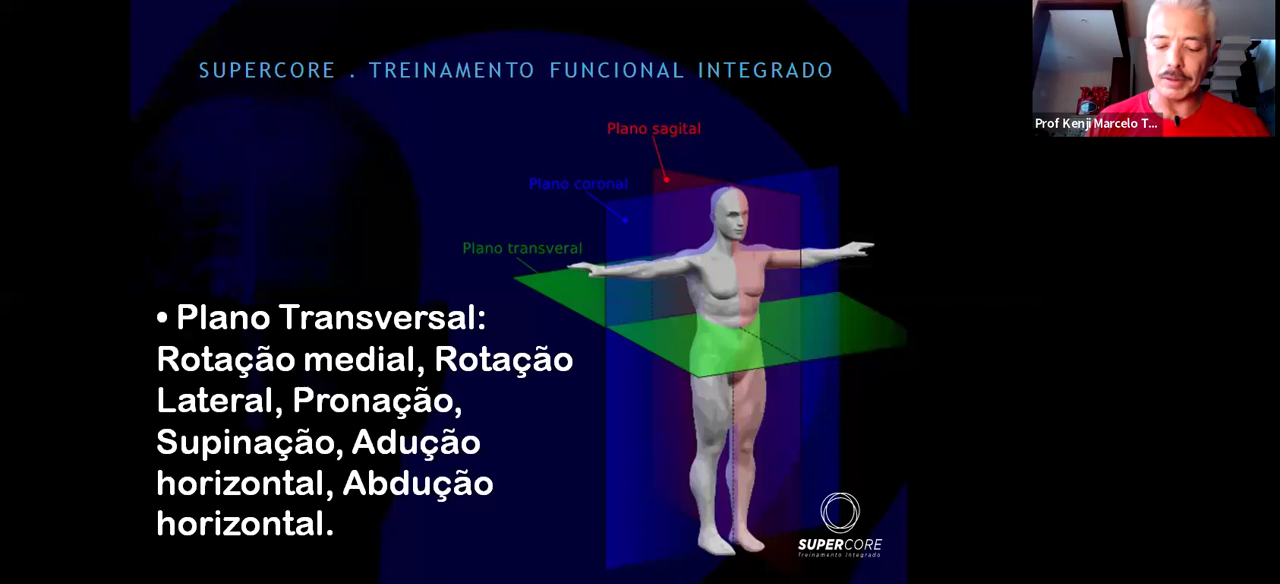 SUPERCORE . TREINAMENTO FUNCIONAL INTEGRADO
Plano sagital
Plano coronal
Plano transveral
• Plano Transversal:
Rotação medial, Rotação
Lateral, Pronação,
Supinação, Adução
horizontal, Abdução
horizontal.
SUPERCORE
Treinamento Integrado
Prof Kenji Marcelo T...